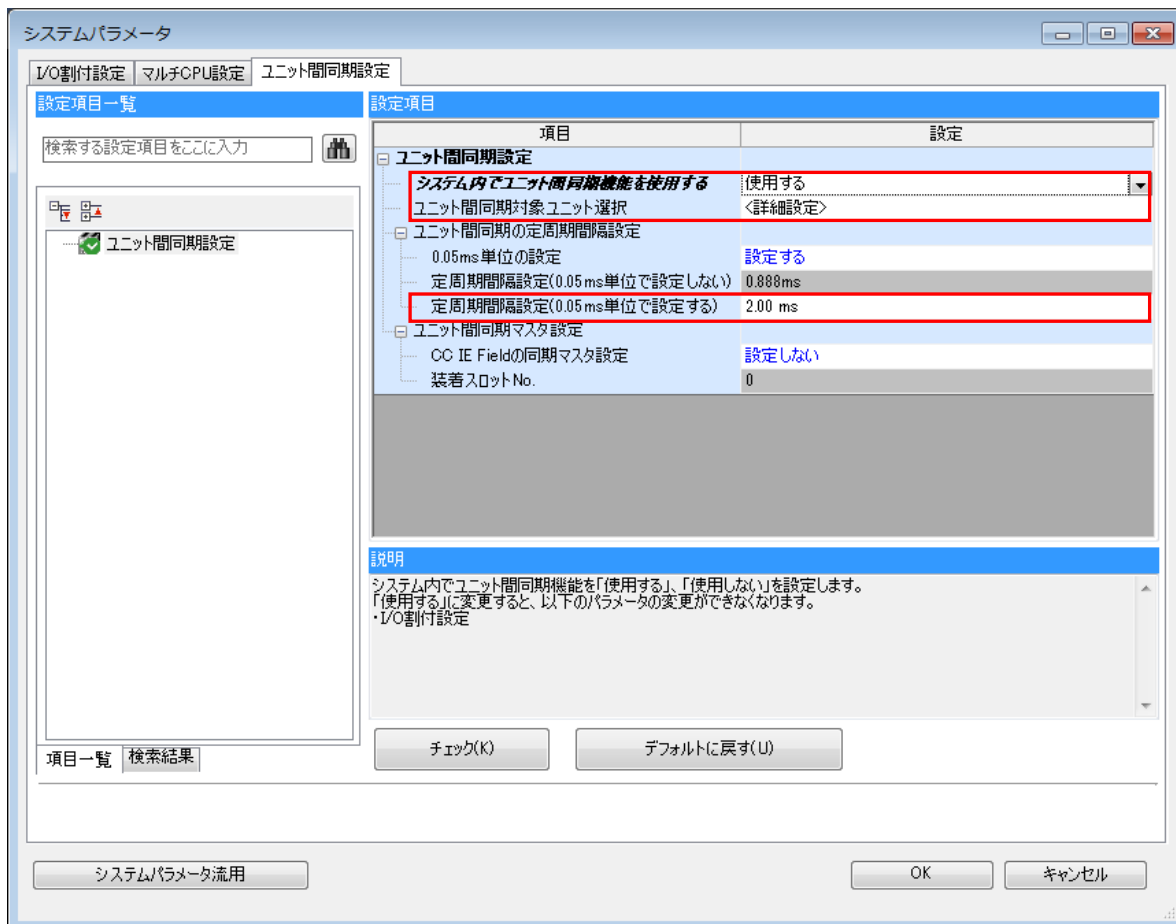 システムパラメータ
I/O割付設定 マルチCPU設定 ユニット間同期設定
設定項目一覧
検索する設定項目をここに入力
ユニット間同期設定
項目一覧 検索結果
設定項目
項目 設定
ユニット間同期設定
システム内でユニット間同期機能を使用する 使用する
ユニット間同期対象ユニット選択 <詳細設定>
ユニット間同期の定周期間隔設定
0.05ms単位の設定 設定する
定周期間隔設定(0.05ms単位で設定しない) 0.888ms
定周期間隔設定(0.05ms単位で設定する) 2.00 ms
ユニット間同期マスタ設定
CC IE Fieldの同期マスタ設定 設定しない
装着スロットNo. 0
説明
システム内でユニット間同期機能を「使用する」、「使用しない」を設定します。
「使用する」に変更すると、以下のパラメータの変更ができなくなります。
・I/O割付設定
チェック(K) デフォルトに戻す(U)
システムパラメータ流用 OK キャンセル